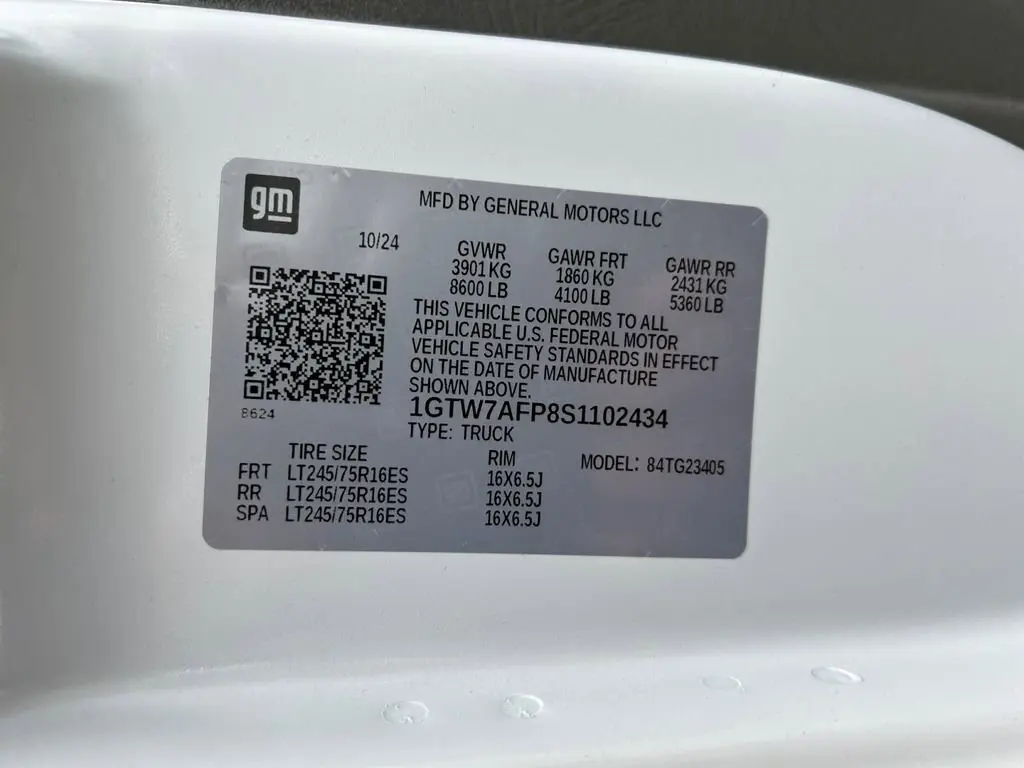 gm
MFD BY GENERAL MOTORS LLC
10/24
GVWR GAWR FRT GAWR RR
3901 KG 1860 KG 2431 KG
8600 LB 4100 LB 5360 LB
THIS VEHICLE CONFORMS TO ALL
APPLICABLE U.S. FEDERAL MOTOR
VEHICLE SAFETY STANDARDS IN EFFECT
ON THE DATE OF MANUFACTURE
SHOWN ABOVE.
8624
1GTW7AFP8S1102434
TYPE: TRUCK
TIRE SIZE RIM MODEL: 84TG23405
FRT LT245/75R16ES 16X6.5J
RR LT245/75R16ES 16X6.5J
SPA LT245/75R16ES 16X6.5J